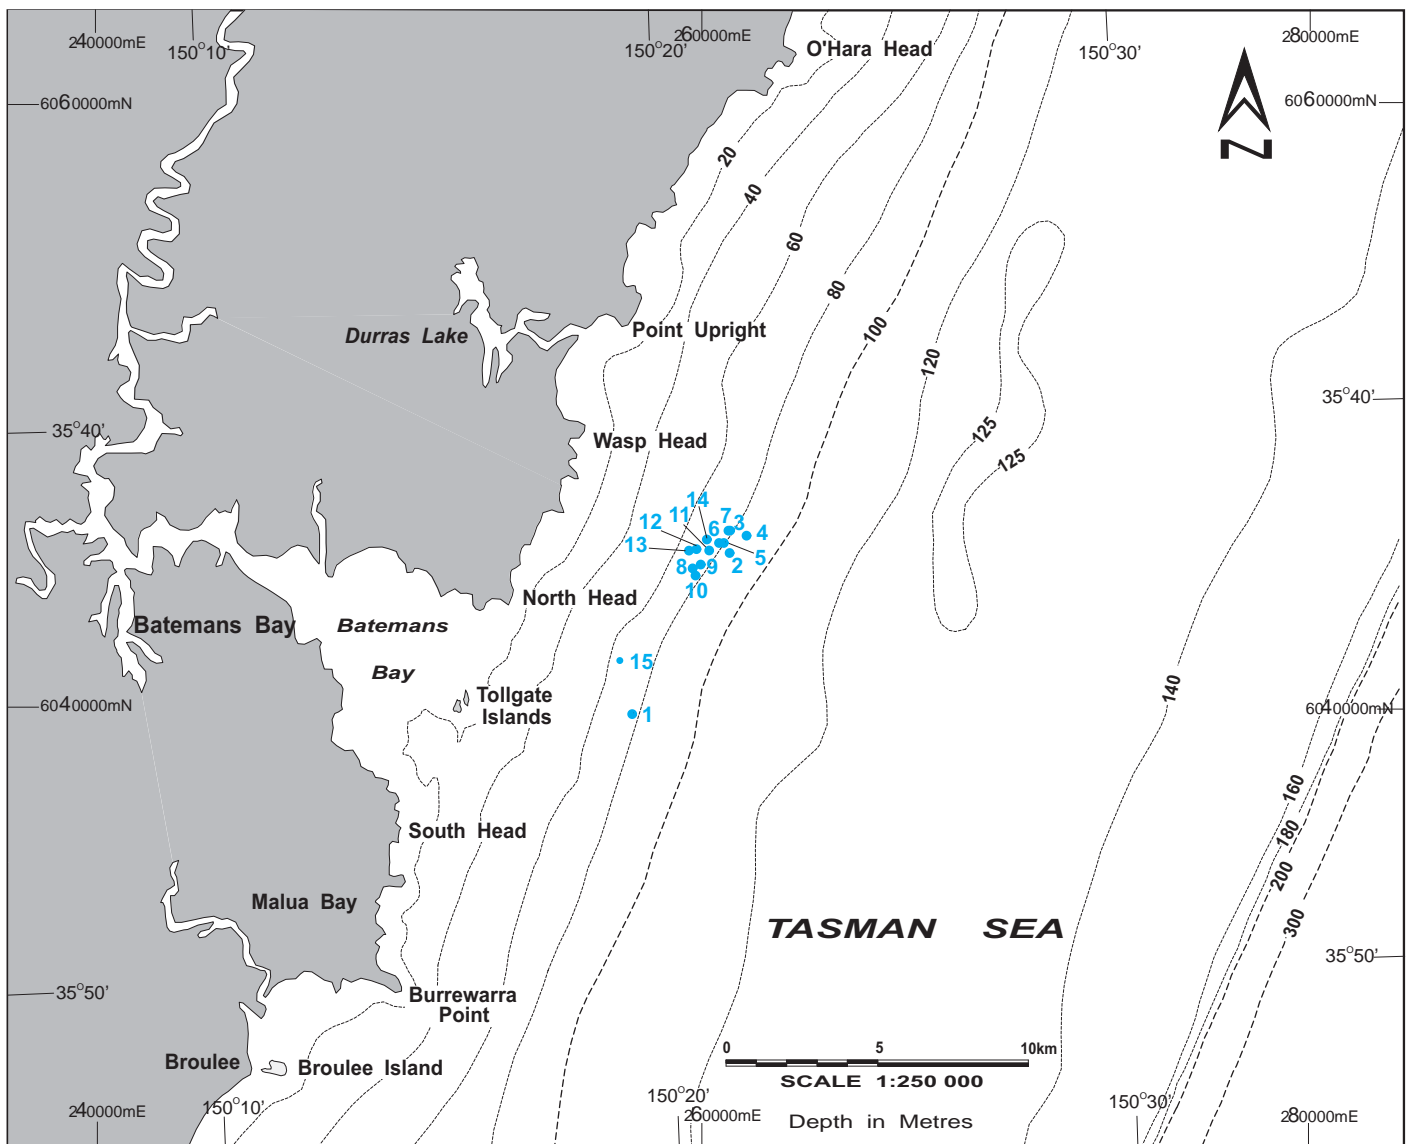 240000mE
150°10'
150°20'
260000mE
O'Hara Head
150°30'
280000mE
6060000mN
6060000mN
N
20
40
60
80
100
120
Durras Lake
Point Upright
35°40'
35°40'
Wasp Head
125
125
14
12
11
6
7
3
4
13
5
8
9
2
10
North Head
Batemans Bay
Batemans
Bay
15
Tollgate
Islands
1
140
6040000mN
6040000mN
160
180
200
300
South Head
Malua Bay
TASMAN SEA
35°50'
35°50'
Burrewarra
Point
Broulee
Broulee Island
0
5
10km
SCALE 1:250 000
Depth in Metres
240000mE
150°10'
150°20'
260000mE
150°30'
280000mE